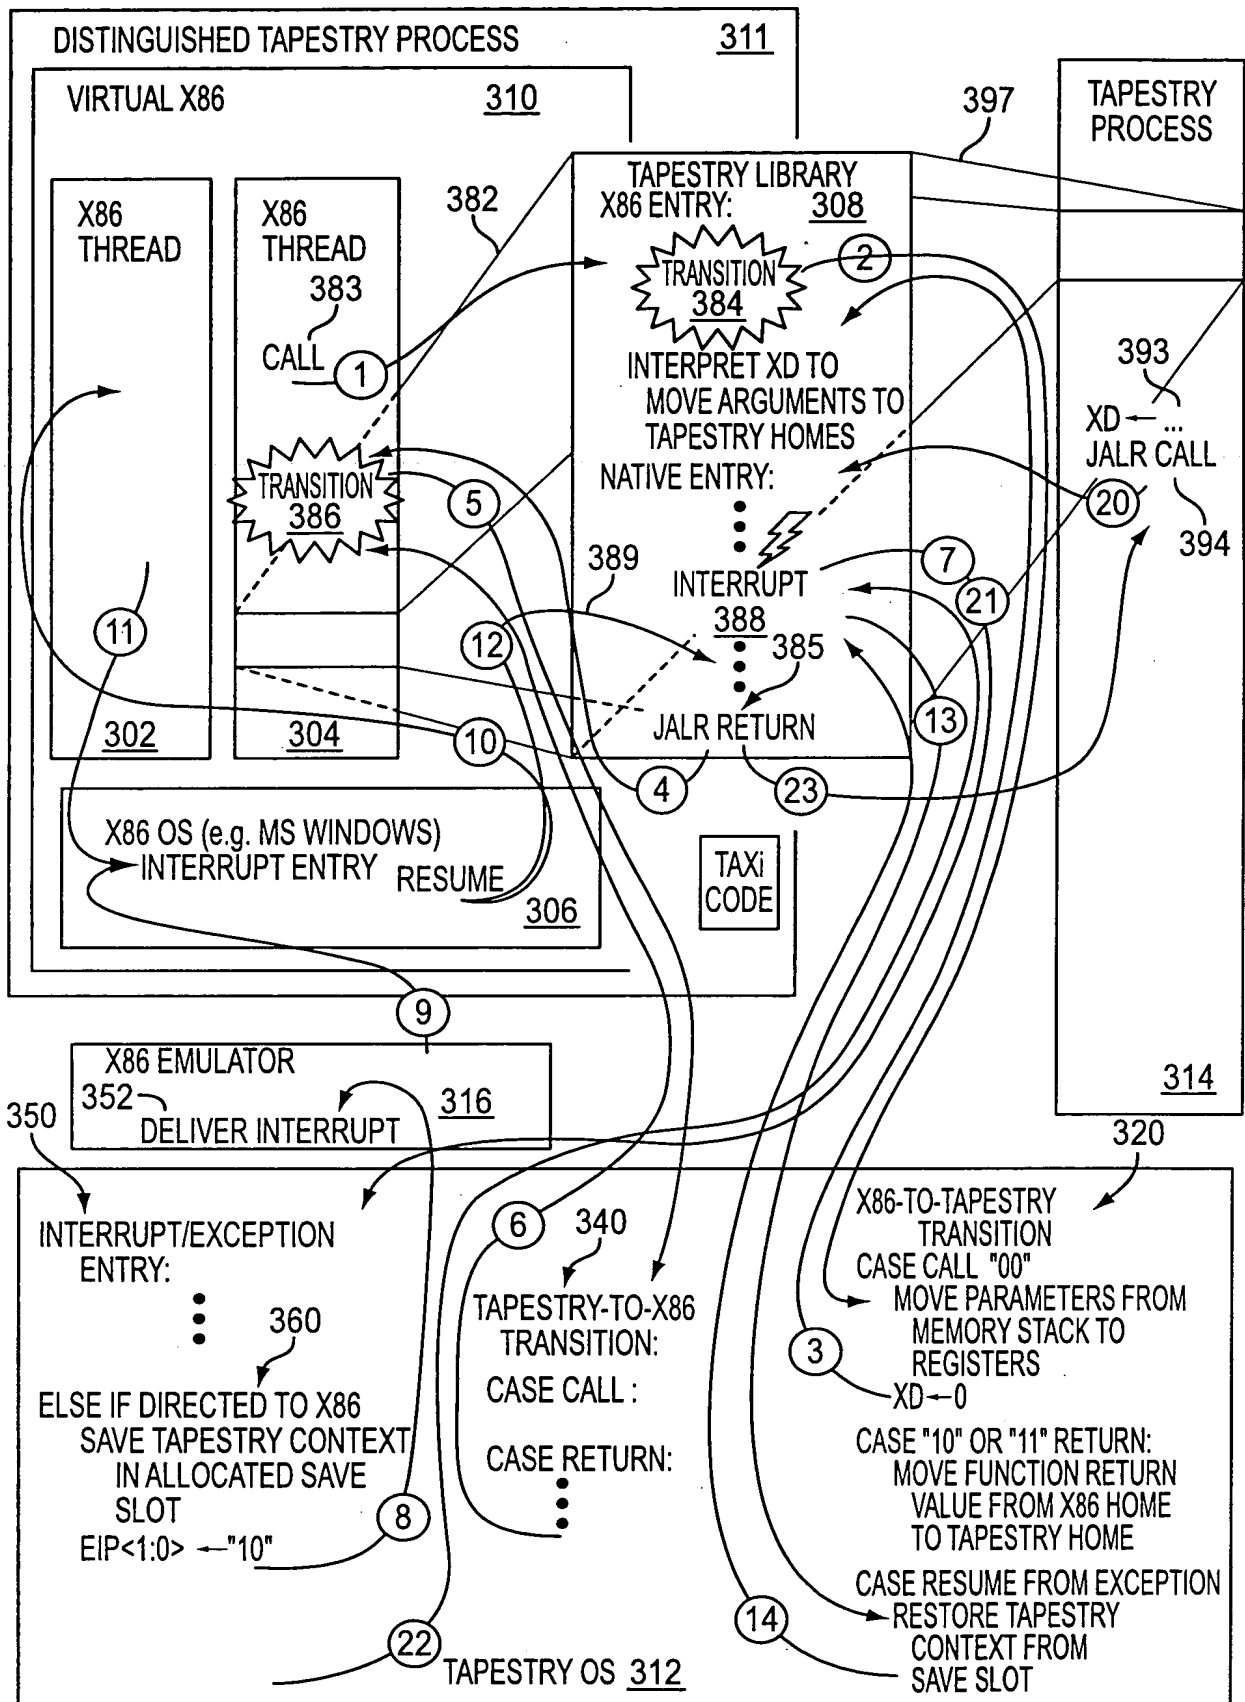 DISTINGUISHED TAPESTRY PROCESS 311
VIRTUAL X86 310
X86
THREAD
302
X86
THREAD
383
CALL 1
TRANSITION
386
5
304
382
TAPESTRY LIBRARY
X86 ENTRY: 308
TRANSITION
384
2
INTERPRET XD TO
MOVE ARGUMENTS TO
TAPESTRY HOMES
NATIVE ENTRY:
INTERRUPT
388
385
JALR RETURN
389
7
21
13
12
11
10
4
23
397
TAPESTRY
PROCESS
393
XD ← ...
JALR CALL
20
394
314
X86 OS (e.g. MS WINDOWS)
INTERRUPT ENTRY
RESUME
306
TAXi
CODE
9
X86 EMULATOR
352
316
DELIVER INTERRUPT
350
INTERRUPT/EXCEPTION
ENTRY:
360
ELSE IF DIRECTED TO X86
SAVE TAPESTRY CONTEXT
IN ALLOCATED SAVE
SLOT
EIP<1:0> ←"10"
8
22
6
340
TAPESTRY-TO-X86
TRANSITION:
CASE CALL :
CASE RETURN:
TAPESTRY OS 312
320
X86-TO-TAPESTRY
TRANSITION
CASE CALL "00"
MOVE PARAMETERS FROM
MEMORY STACK TO
REGISTERS
3
XD←0
CASE "10" OR "11" RETURN:
MOVE FUNCTION RETURN
VALUE FROM X86 HOME
TO TAPESTRY HOME
CASE RESUME FROM EXCEPTION
14
RESTORE TAPESTRY
CONTEXT FROM
SAVE SLOT